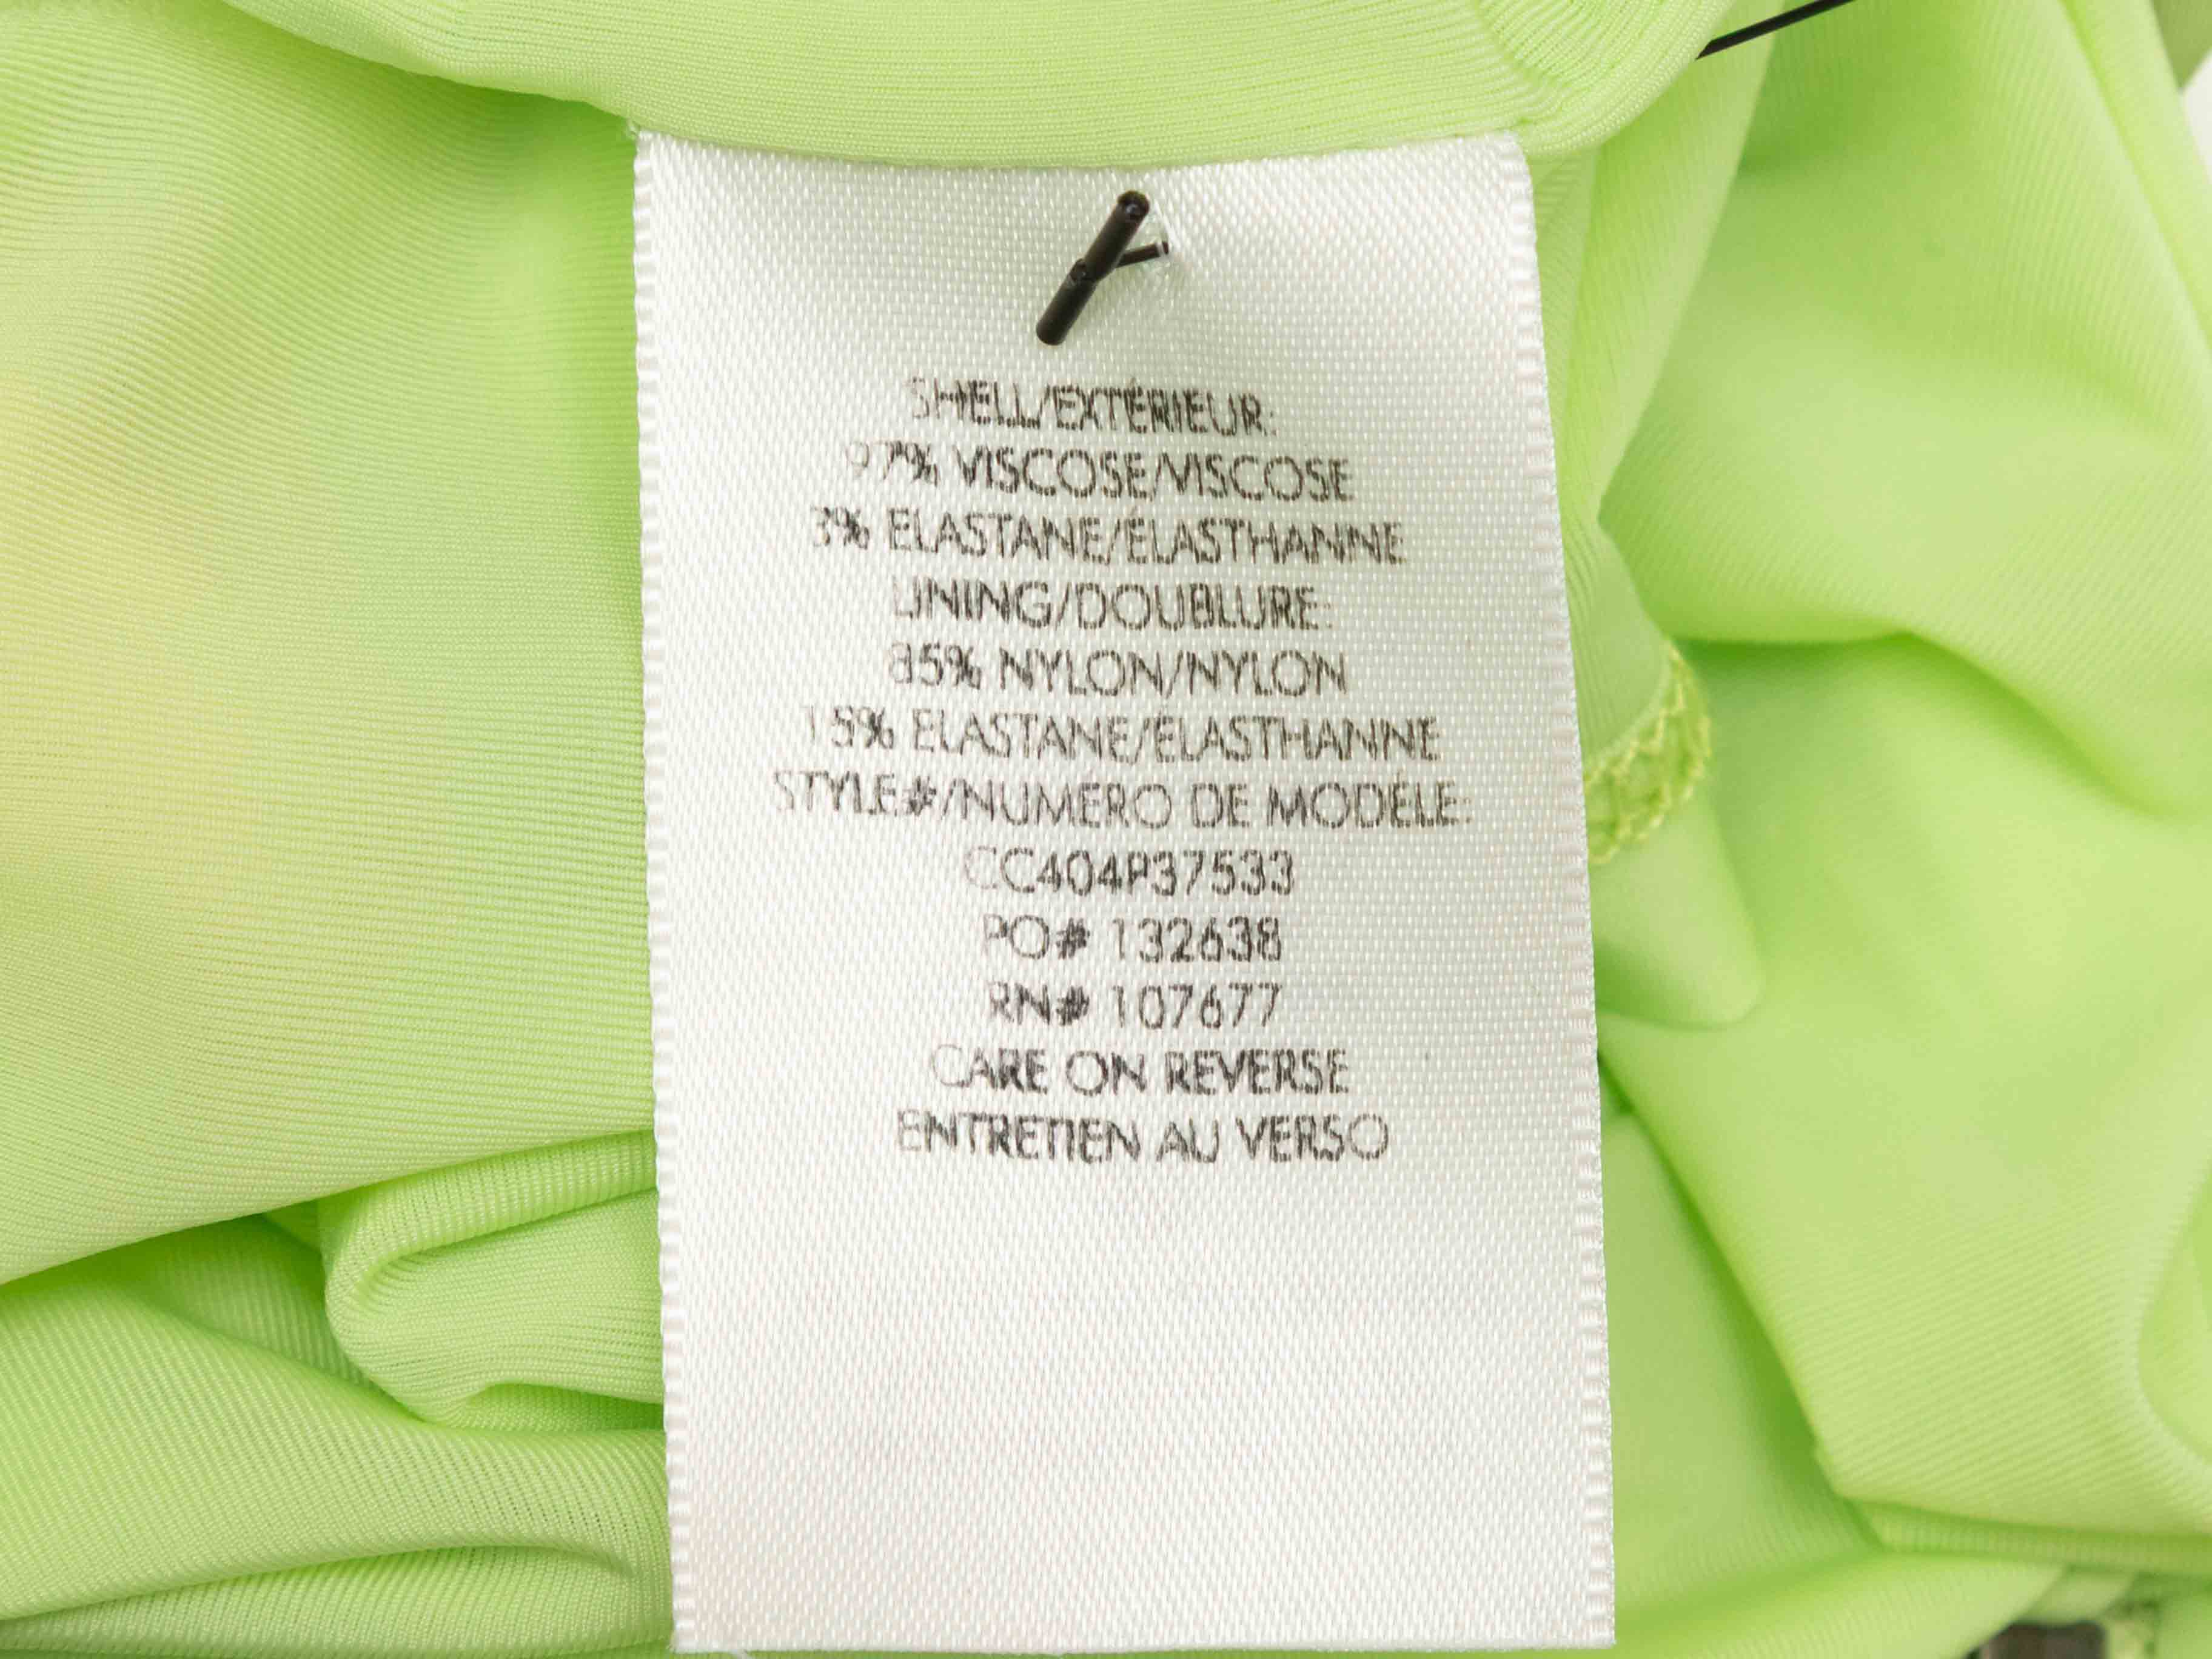 SHELL/EXTÉRIEUR:
97% VISCOSE/VISCOSE
3% ELASTANE/ÉLASTHANNE
LINING/DOUBLURE:
85% NYLON/NYLON
15% ELASTANE/ÉLASTHANNE
STYLE#/NUMÉRO DE MODÈLE:
CC404P37533
PO# 132638
RN# 107677
CARE ON REVERSE
ENTRETIEN AU VERSO